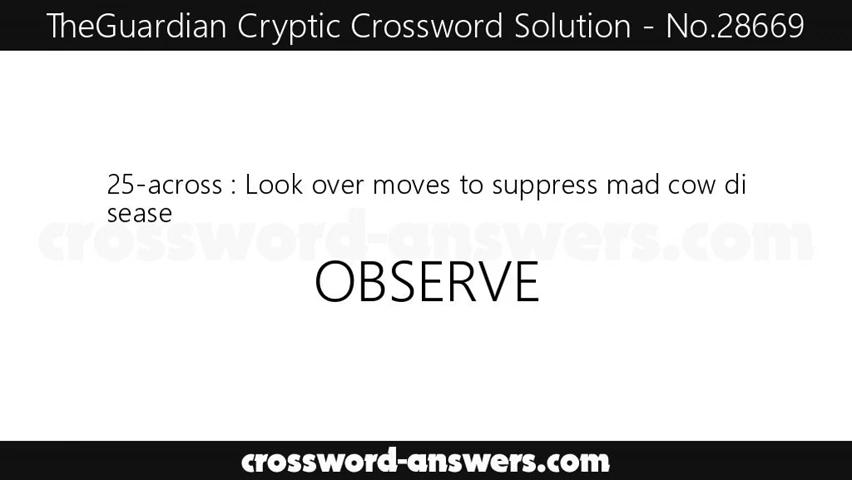 TheGuardian Cryptic Crossword Solution - No.28669
25-across : Look over moves to suppress mad cow di
sease
crossword-answers.com
OBSERVE
crossword-answers.com